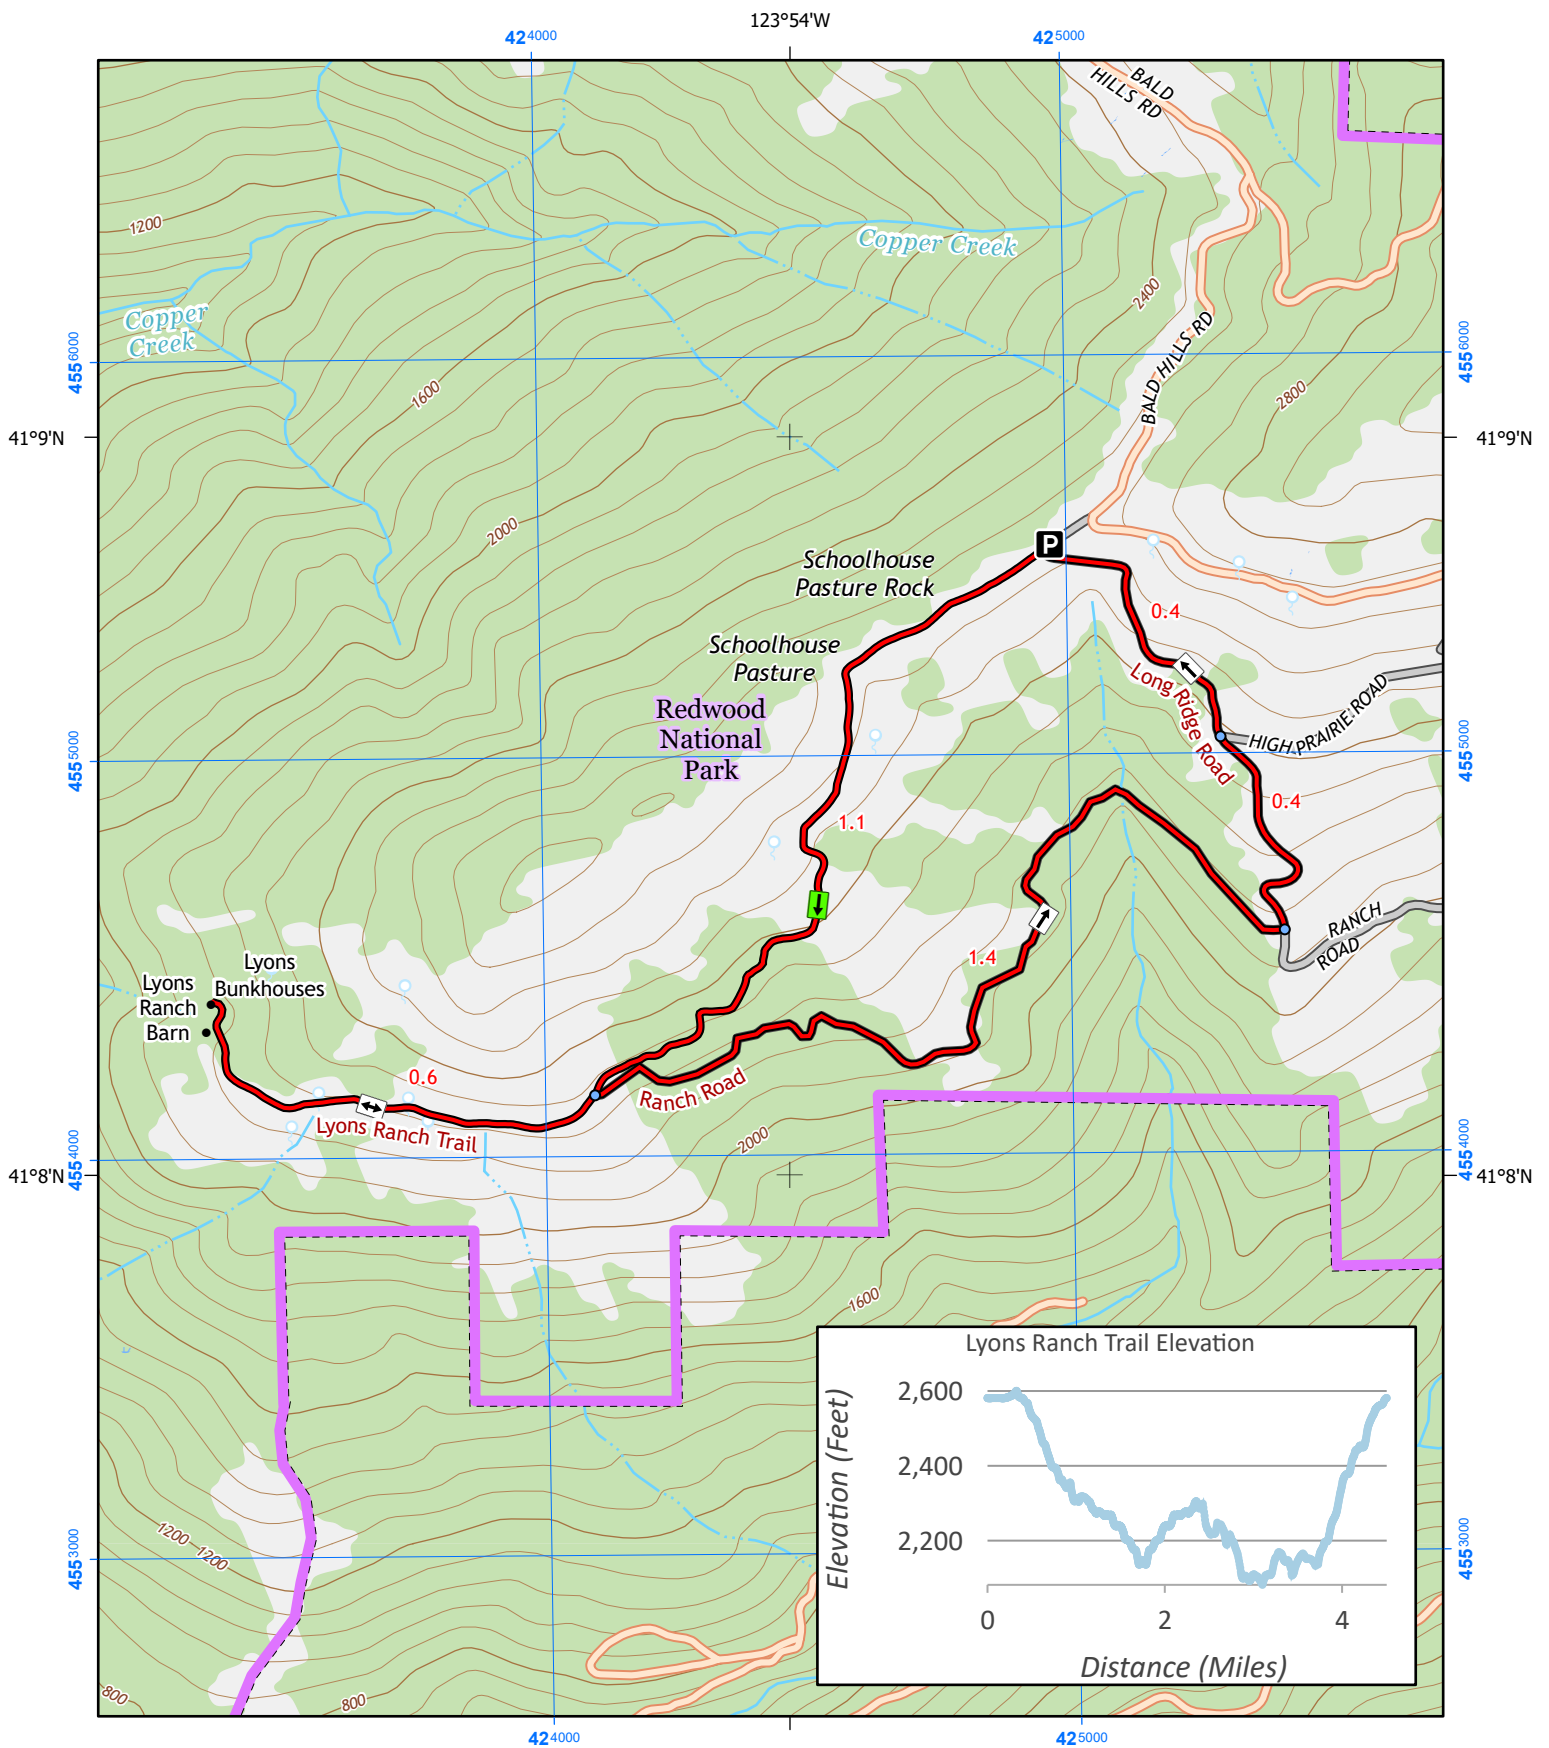 123°54'W
424000
425000
BALD
HILLS RD
1200
Copper Creek
2400
Copper
Creek
BALD HILLS RD
4556000
4556000
1600
2800
41°9'N
41°9'N
2000
P
Schoolhouse
Pasture Rock
0.4
Schoolhouse
Pasture
Long Ridge Road
Redwood
National
Park
HIGH PRAIRIE ROAD
4555000
4555000
0.4
1.1
RANCH
ROAD
1.4
Lyons
Bunkhouses
Lyons
Ranch
Barn
0.6
Ranch Road
Lyons Ranch Trail
2000
4554000
4554000
41°8'N
41°8'N
1600
Lyons Ranch Trail Elevation
2,600
2,400
2,200
Elevation (Feet)
0
2
4
Distance (Miles)
1200
1200
4553000
4553000
800
800
424000
425000